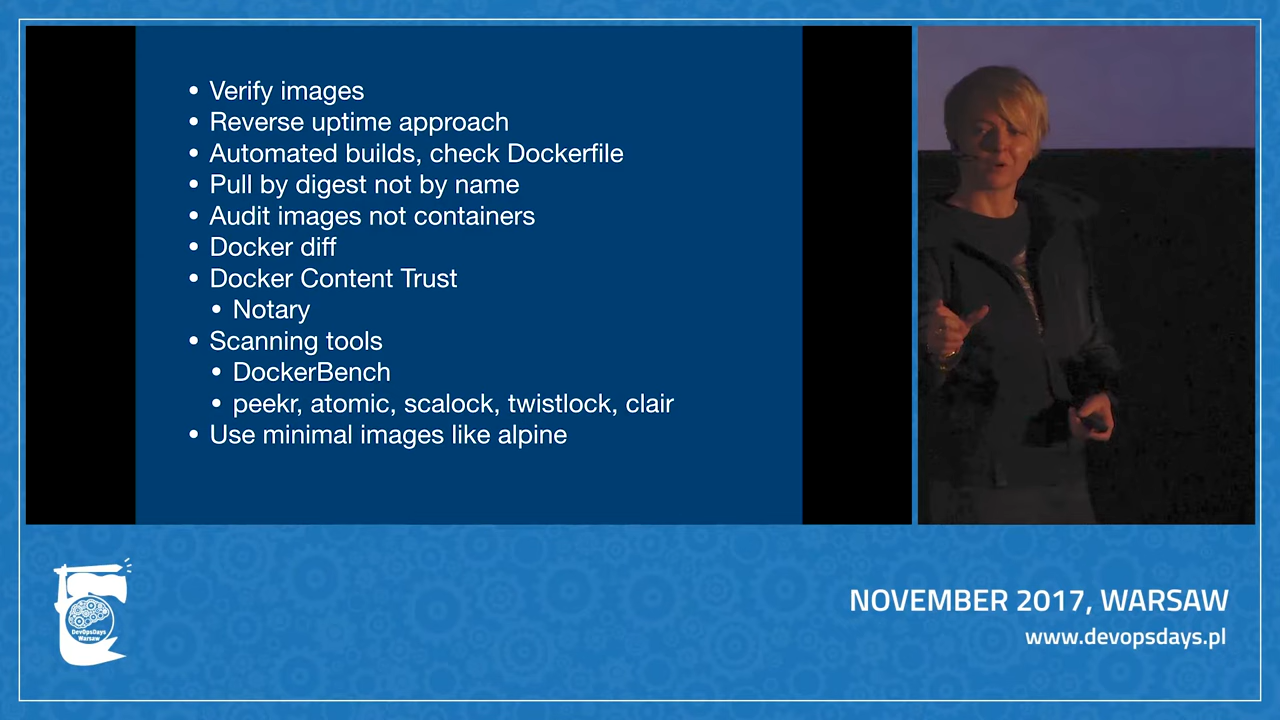 • Verify images
• Reverse uptime approach
• Automated builds, check Dockerfile
• Pull by digest not by name
• Audit images not containers
• Docker diff
• Docker Content Trust
• Notary
• Scanning tools
• DockerBench
• peekr, atomic, scalock, twistlock, clair
• Use minimal images like alpine
DevOpsDays
Warsaw
NOVEMBER 2017, WARSAW
www.devopsdays.pl